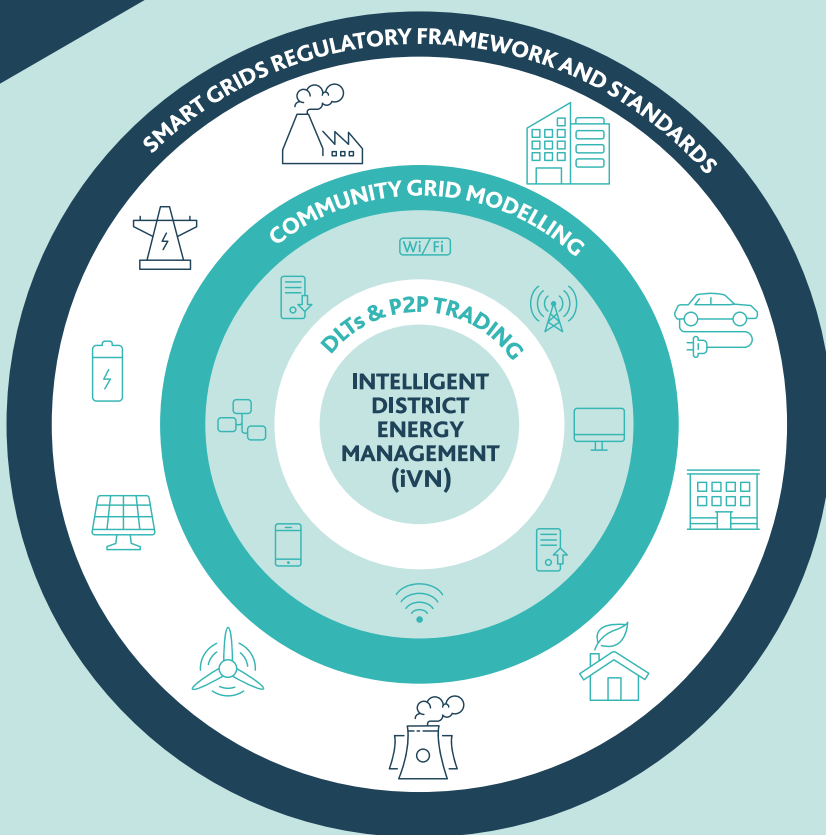 SMART GRIDS REGULATORY FRAMEWORK AND STANDARDS
COMMUNITY GRID MODELLING
Wi/Fi
DLTs & P2P TRADING
INTELLIGENT
DISTRICT
ENERGY
MANAGEMENT
(iVN)